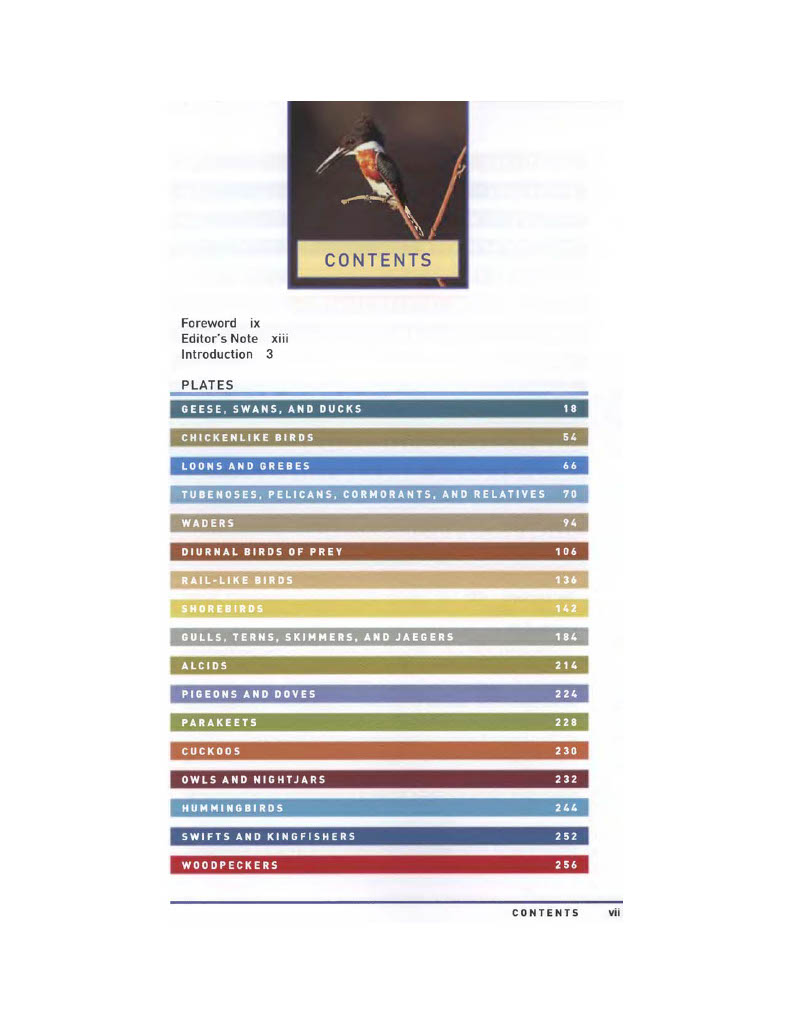 CONTENTS
Foreword ix
Editor's Note xiii
Introduction 3
PLATES
GEESE, SWANS, AND DUCKS 18
CHICKENLIKE BIRDS 54
LOONS AND GREBES 66
TUBENOSES, PELICANS, CORMORANTS, AND RELATIVES 70
WADERS 94
DIURNAL BIRDS OF PREY 106
RAIL-LIKE BIRDS 136
SHOREBIRDS 142
GULLS, TERNS, SKIMMERS, AND JAEGERS 184
ALCIDS 214
PIGEONS AND DOVES 224
PARAKEETS 228
CUCKOOS 230
OWLS AND NIGHTJARS 232
HUMMINGBIRDS 244
SWIFTS AND KINGFISHERS 252
WOODPECKERS 256
CONTENTS vii